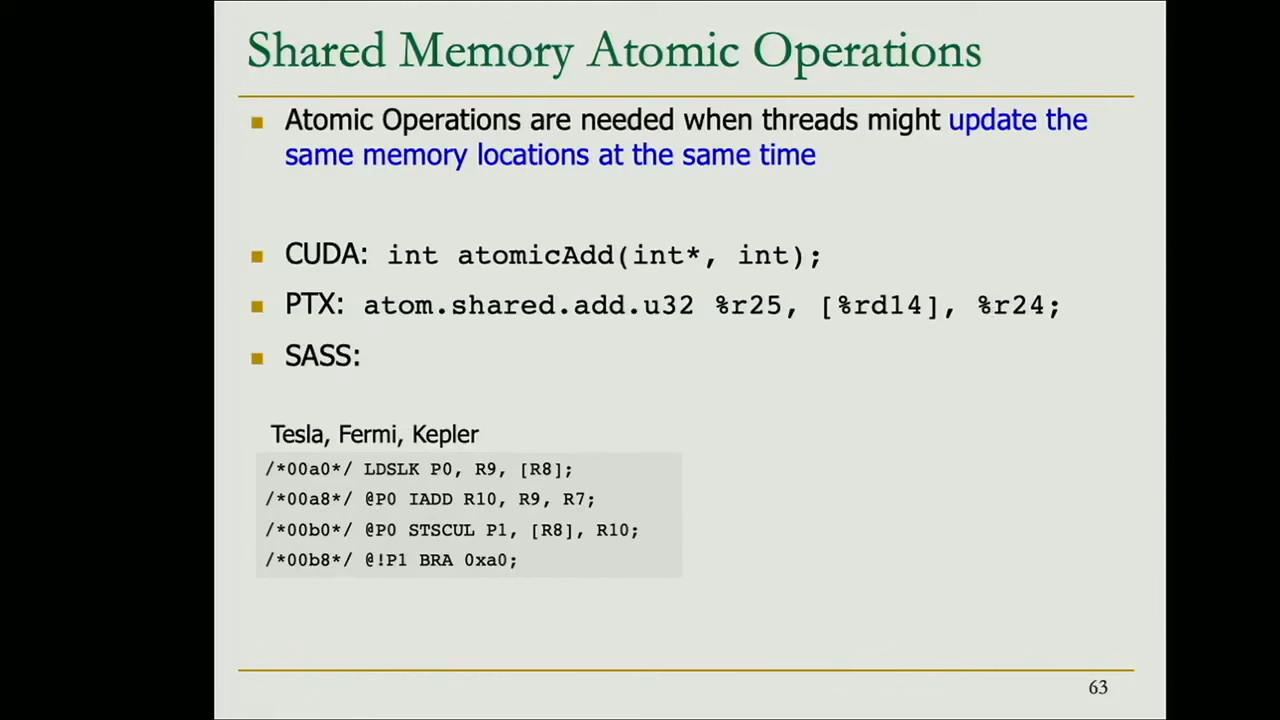 Shared Memory Atomic Operations
Atomic Operations are needed when threads might update the
same memory locations at the same time
CUDA: int atomicAdd(int*, int);
PTX: atom.shared.add.u32 %r25, [%rd14], %r24;
SASS:
Tesla, Fermi, Kepler
/*00a0*/ LDSLK P0, R9, [R8];
/*00a8*/ @P0 IADD R10, R9, R7;
/*00b0*/ @P0 STSCUL P1, [R8], R10;
/*00b8*/ @!P1 BRA 0xa0;
63